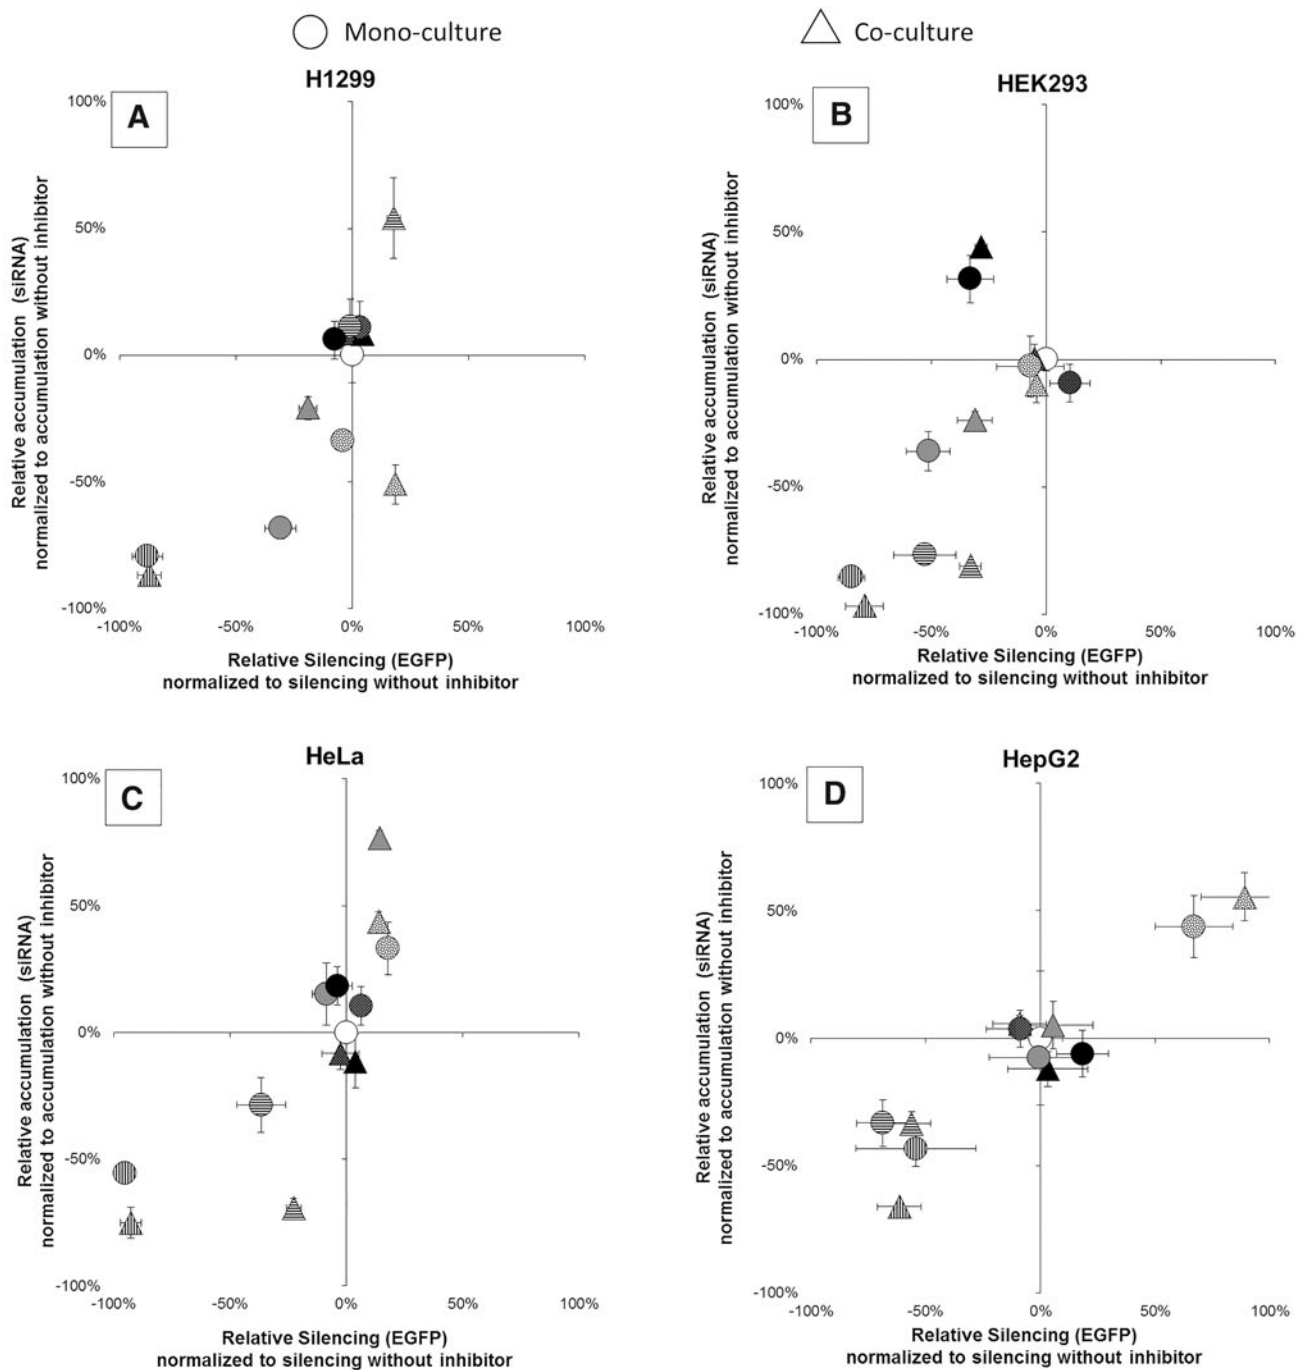 Mono-culture
Co-culture
H1299
A
100%
50%
0%
-50%
-100%
-100%
-50%
0%
50%
100%
Relative accumulation (siRNA)
normalized to accumulation without inhibitor
Relative Silencing (EGFP)
normalized to silencing without inhibitor
HEK293
B
100%
50%
0%
-50%
-100%
-100%
-50%
0%
50%
100%
Relative accumulation (siRNA)
normalized to accumulation without inhibitor
Relative Silencing (EGFP)
normalized to silencing without inhibitor
HeLa
C
100%
50%
0%
-50%
-100%
-100%
-50%
0%
50%
100%
Relative accumulation (siRNA)
normalized to accumulation without inhibitor
Relative Silencing (EGFP)
normalized to silencing without inhibitor
HepG2
D
100%
50%
0%
-50%
-100%
-100%
-50%
0%
50%
100%
Relative accumulation (siRNA)
normalized to accumulation without inhibitor
Relative Silencing (EGFP)
normalized to silencing without inhibitor